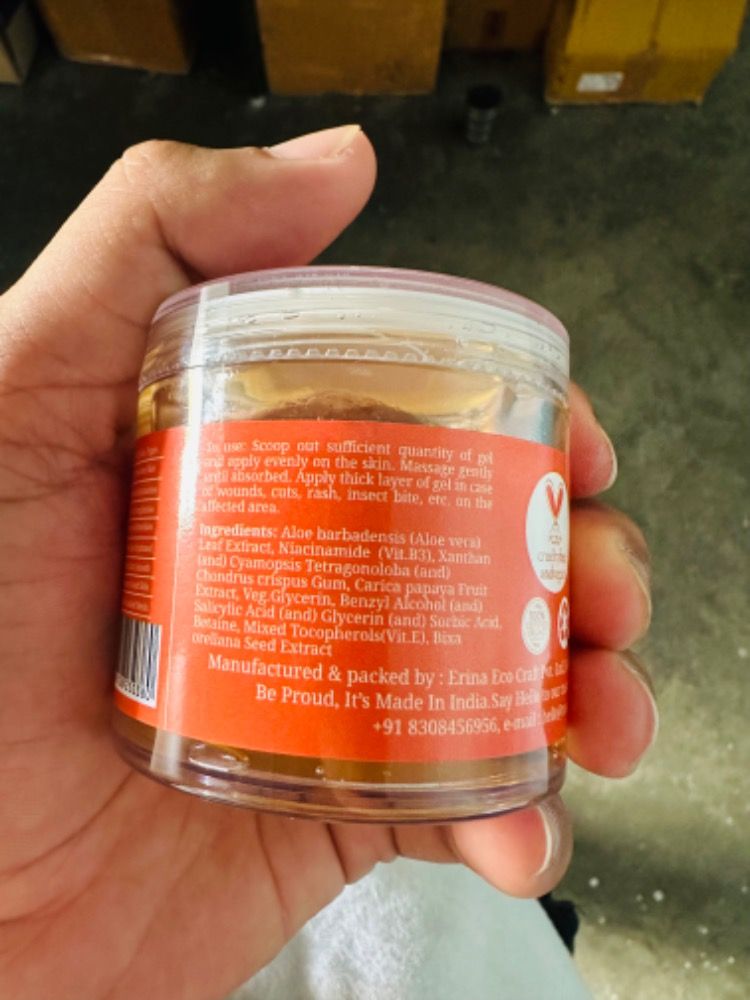 To use: Scoop out sufficient quantity of gel
and apply evenly on the skin. Massage gently
until absorbed. Apply thick layer of gel in case
of wounds, cuts, rash, insect bite, etc. on the
affected area.
Ingredients: Aloe barbadensis (Aloe vera)
Leaf Extract, Niacinamide (Vit.B3), Xanthan
(and) Cyamopsis Tetragonoloba (and)
Chondrus crispus Gum, Carica papaya Fruit
Extract, Veg.Glycerin, Benzyl Alcohol (and)
Salicylic Acid (and) Glycerin (and) Sorbic Acid,
Betaine, Mixed Tocopherols(Vit.E), Bixa
orellana Seed Extract
Manufactured & packed by : Erina Eco Craft Pvt.
Be Proud, It's Made In India.Say Hello to our
+91 8308456956, e-mail :